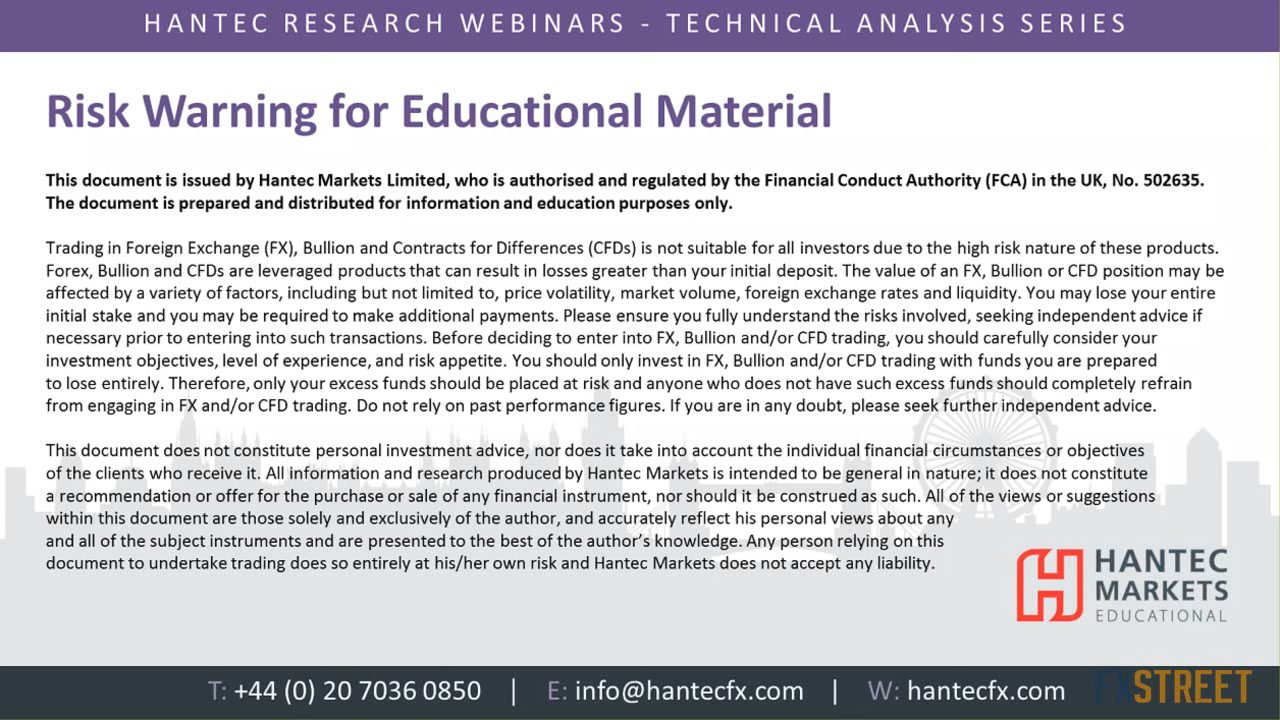 HANTEC RESEARCH WEBINARS - TECHNICAL ANALYSIS SERIES
Risk Warning for Educational Material
This document is issued by Hantec Markets Limited, who is authorised and regulated by the Financial Conduct Authority (FCA) in the UK, No. 502635.
The document is prepared and distributed for information and education purposes only.
Trading in Foreign Exchange (FX), Bullion and Contracts for Differences (CFDs) is not suitable for all investors due to the high risk nature of these products.
Forex, Bullion and CFDs are leveraged products that can result in losses greater than your initial deposit. The value of an FX, Bullion or CFD position may be
affected by a variety of factors, including but not limited to, price volatility, market volume, foreign exchange rates and liquidity. You may lose your entire
initial stake and you may be required to make additional payments. Please ensure you fully understand the risks involved, seeking independent advice if
necessary prior to entering into such transactions. Before deciding to enter into FX, Bullion and/or CFD trading, you should carefully consider your
investment objectives, level of experience, and risk appetite. You should only invest in FX, Bullion and/or CFD trading with funds you are prepared
to lose entirely. Therefore, only your excess funds should be placed at risk and anyone who does not have such excess funds should completely refrain
from engaging in FX and/or CFD trading. Do not rely on past performance figures. If you are in any doubt, please seek further independent advice.
This document does not constitute personal investment advice, nor does it take into account the individual financial circumstances or objectives
of the clients who receive it. All information and research produced by Hantec Markets is intended to be general in nature; it does not constitute
a recommendation or offer for the purchase or sale of any financial instrument, nor should it be construed as such. All of the views or suggestions
within this document are those solely and exclusively of the author, and accurately reflect his personal views about any
and all of the subject instruments and are presented to the best of the author's knowledge. Any person relying on this
document to undertake trading does so entirely at his/her own risk and Hantec Markets does not accept any liability.
HANTEC
MARKETS
EDUCATIONAL
T: +44 (0) 20 7036 0850 | E: info@hantecfx.com | W: hantecfx.com
FXSTREET